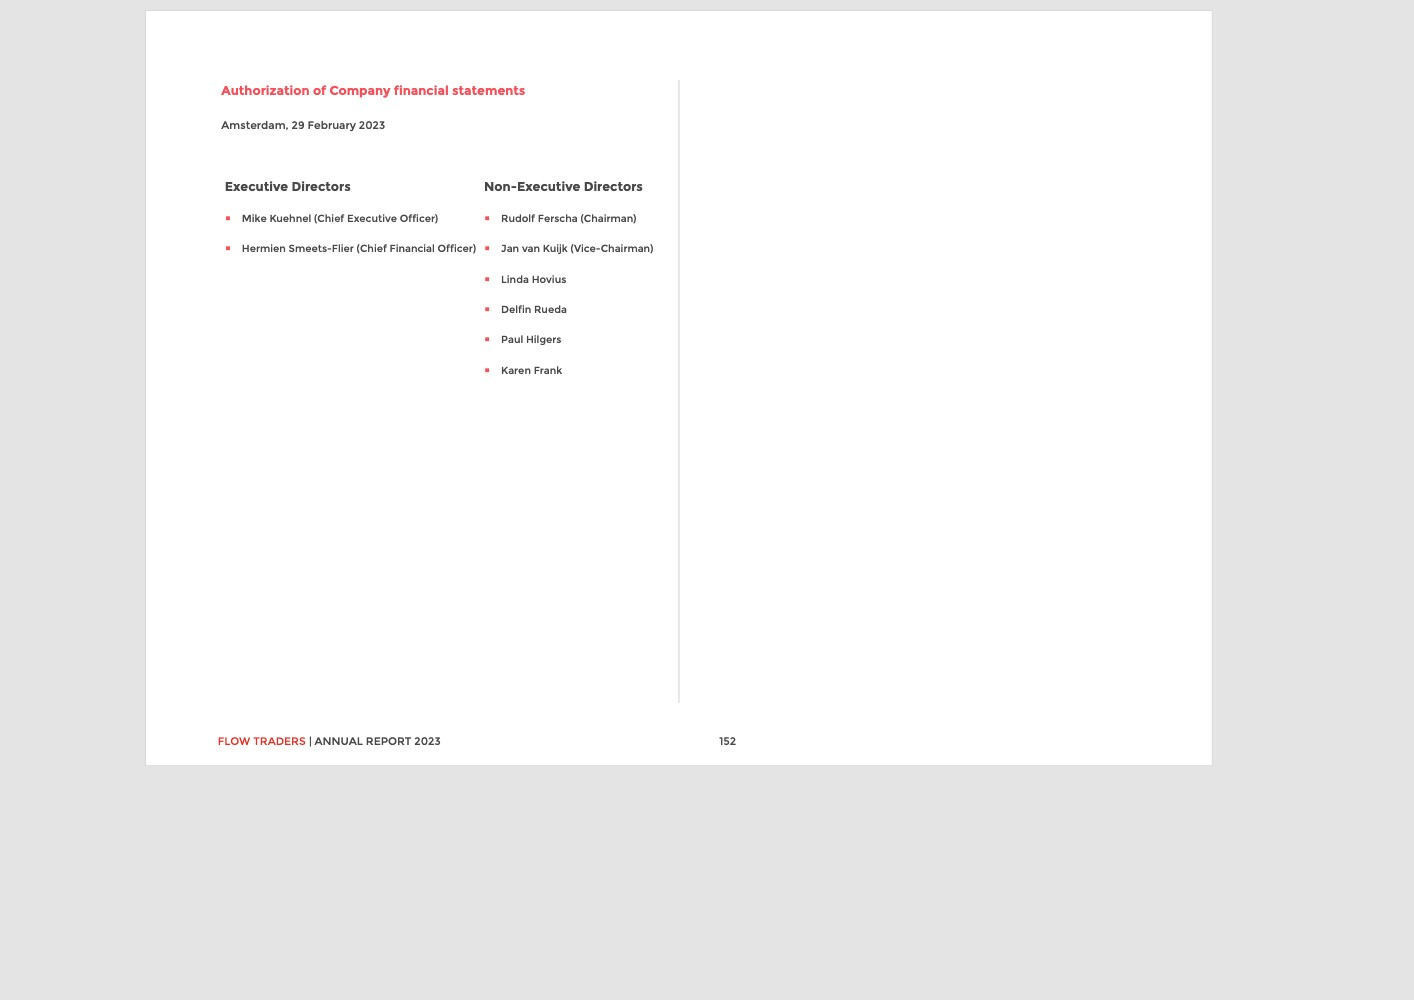 Authorization of Company financial statements
Amsterdam, 29 February 2023
Executive Directors
Mike Kuehnel (Chief Executive Officer)
Hermien Smeets-Flier (Chief Financial Officer)
Non-Executive Directors
Rudolf Ferscha (Chairman)
Jan van Kuijk (Vice-Chairman)
Linda Hovius
Delfin Rueda
Paul Hilgers
Karen Frank
FLOW TRADERS | ANNUAL REPORT 2023
152